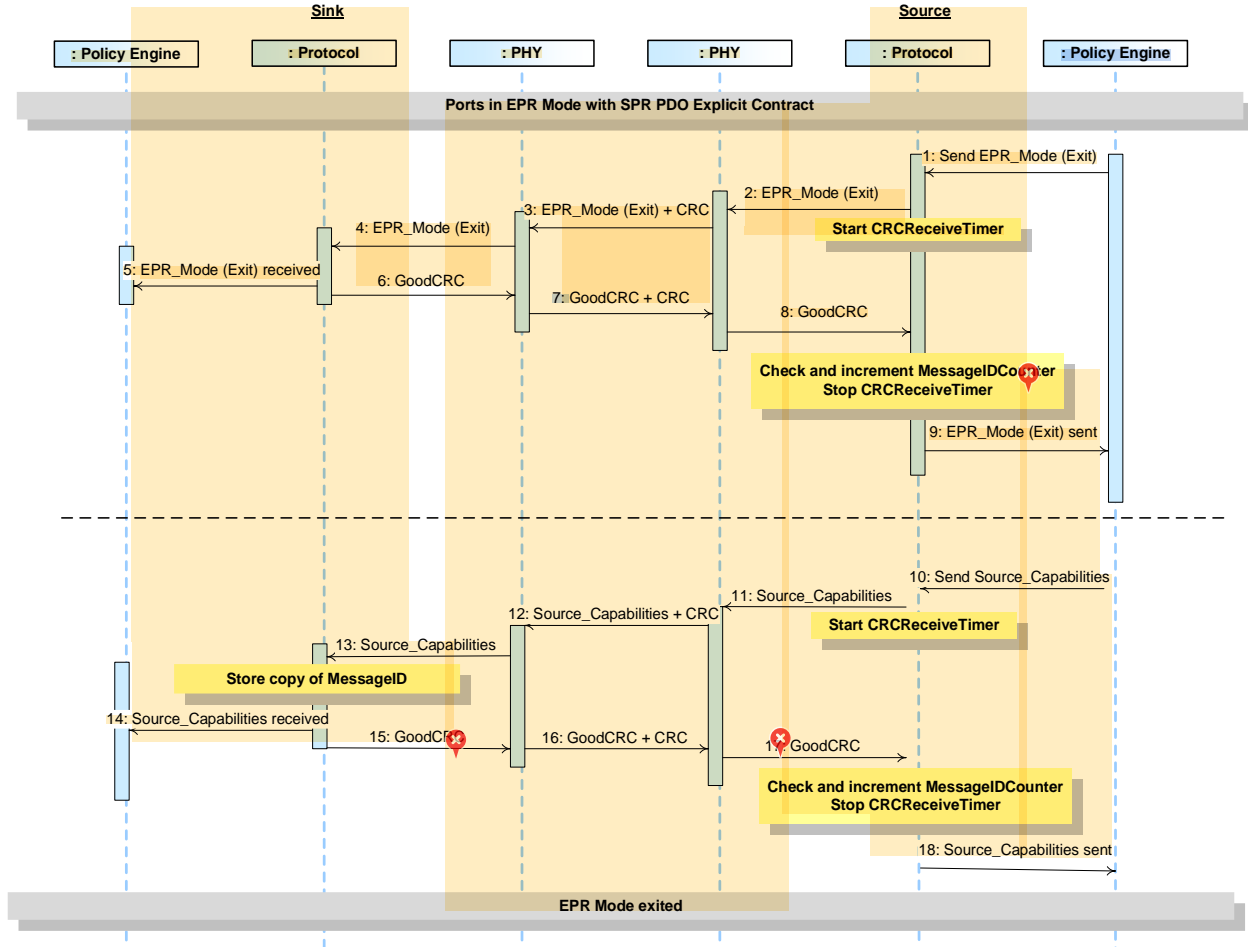 Sink
Source
: Policy Engine
: Protocol
: PHY
: PHY
: Protocol
: Policy Engine
Ports in EPR Mode with SPR PDO Explicit Contract
1: Send EPR_Mode (Exit)
2: EPR_Mode (Exit)
3: EPR_Mode (Exit) + CRC
Start CRCReceiveTimer
4: EPR_Mode (Exit)
5: EPR_Mode (Exit) received
6: GoodCRC
7: GoodCRC + CRC
8: GoodCRC
Check and increment MessageIDCounter
Stop CRCReceiveTimer
9: EPR_Mode (Exit) sent
10: Send Source_Capabilities
11: Source_Capabilities
12: Source_Capabilities + CRC
Start CRCReceiveTimer
13: Source_Capabilities
Store copy of MessageID
14: Source_Capabilities received
15: GoodCRC
16: GoodCRC + CRC
17: GoodCRC
Check and increment MessageIDCounter
Stop CRCReceiveTimer
18: Source_Capabilities sent
EPR Mode exited